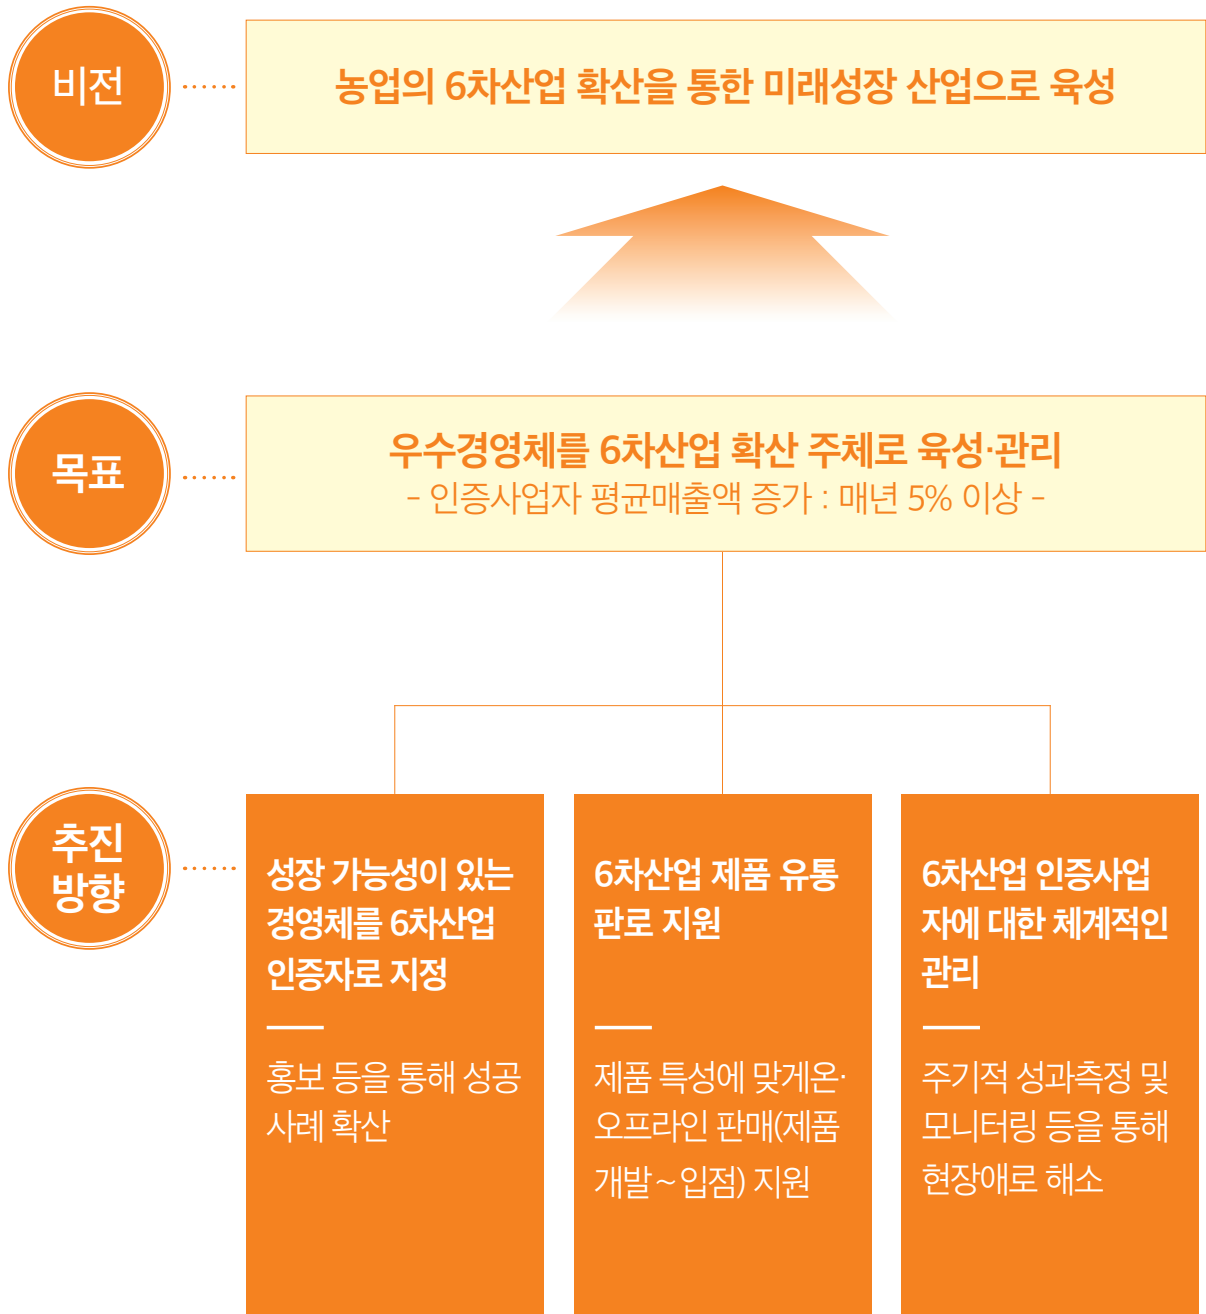 비전
농업의 6차산업 확산을 통한 미래성장 산업으로 육성
목표
우수경영체를 6차산업 확산 주체로 육성·관리
- 인증사업자 평균매출액 증가 : 매년 5% 이상 -
추진
방향
성장 가능성이 있는
경영체를 6차산업
인증자로 지정
홍보 등을 통해 성공
사례 확산
6차산업 제품 유통
판로 지원
제품 특성에 맞게온·
오프라인 판매(제품
개발~입점) 지원
6차산업 인증사업
자에 대한 체계적인
관리
주기적 성과측정 및
모니터링 등을 통해
현장애로 해소